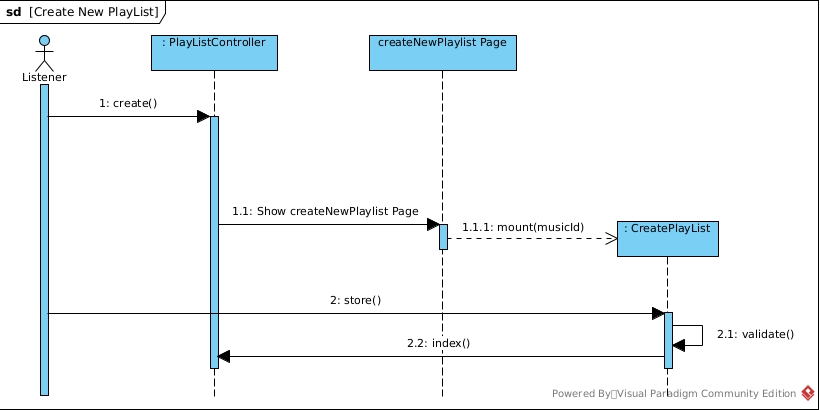 sd [Create New PlayList]
Listener
: PlayListController
createNewPlaylist Page
1: create()
1.1: Show createNewPlaylist Page
1.1.1: mount(musicId)
: CreatePlayList
2: store()
2.1: validate()
2.2: index()
Powered By▯Visual Paradigm Community Edition